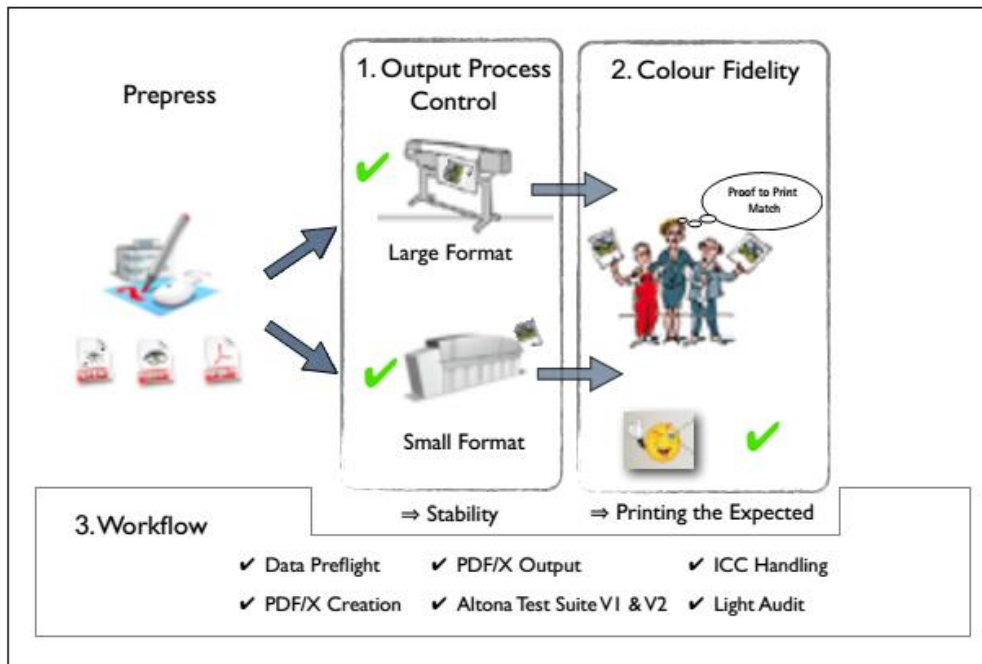 Prepress
1. Output Process
Control
Large Format
Small Format
2. Colour Fidelity
Proof to Print
Match
3. Workflow
⇒ Stability
⇒ Printing the Expected
✔ Data Preflight
✔ PDF/X Output
✔ ICC Handling
✔ PDF/X Creation
✔ Altona Test Suite V1 & V2
✔ Light Audit